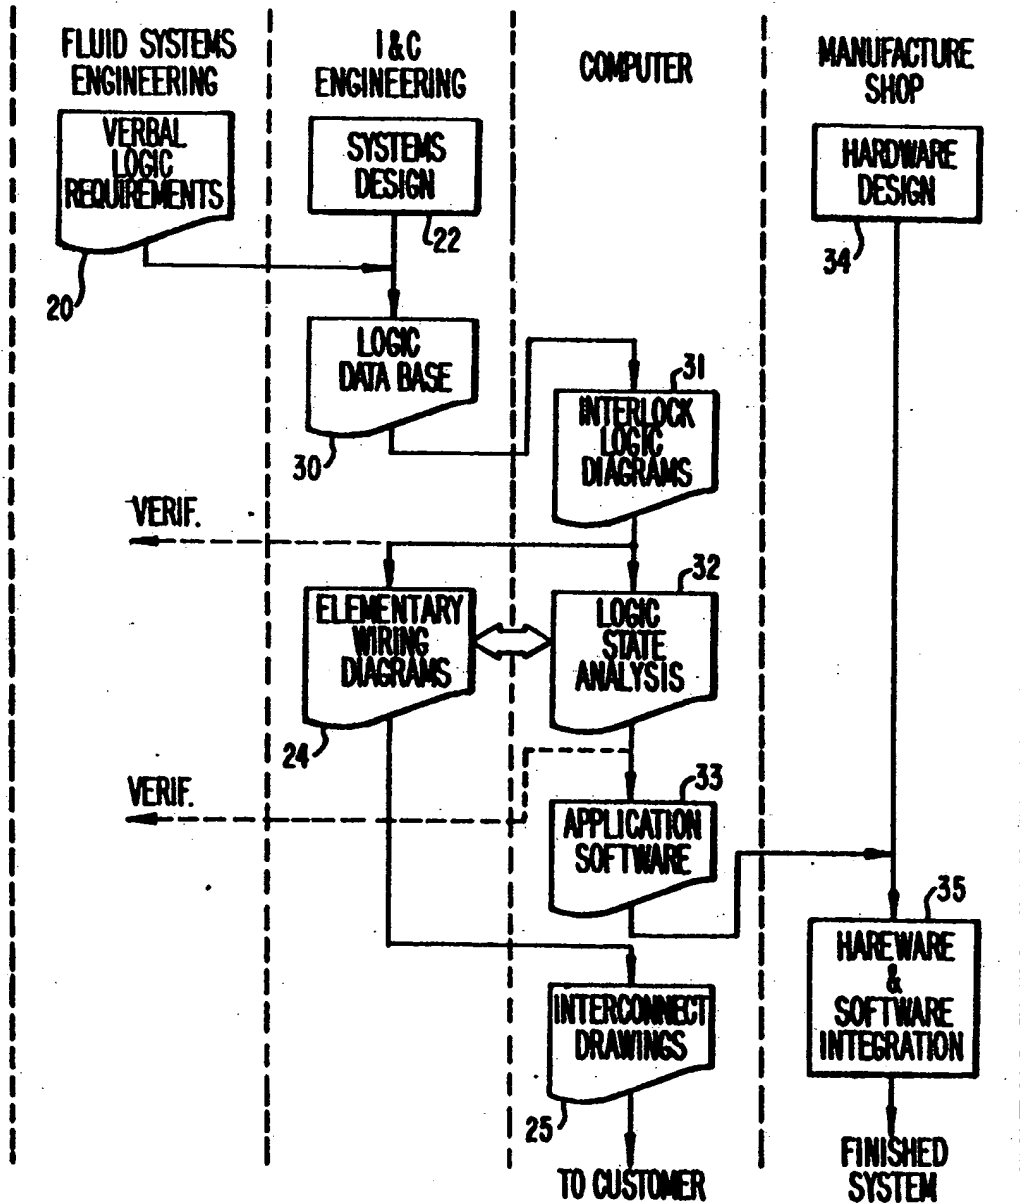 FLUID SYSTEMS
ENGINEERING
I&C
ENGINEERING
COMPUTER
MANUFACTURE
SHOP
VERBAL
LOGIC
REQUIREMENTS
20
SYSTEMS
DESIGN
22
HARDWARE
DESIGN
34
LOGIC
DATA BASE
30
31
INTERLOCK
LOGIC
DIAGRAMS
VERIF.
ELEMENTARY
WIRING
DIAGRAMS
24
32
LOGIC
STATE
ANALYSIS
VERIF.
33
APPLICATION
SOFTWARE
35
HAREWARE
&
SOFTWARE
INTEGRATION
INTERCONNECT
DRAWINGS
25
TO CUSTOMER
FINISHED
SYSTEM